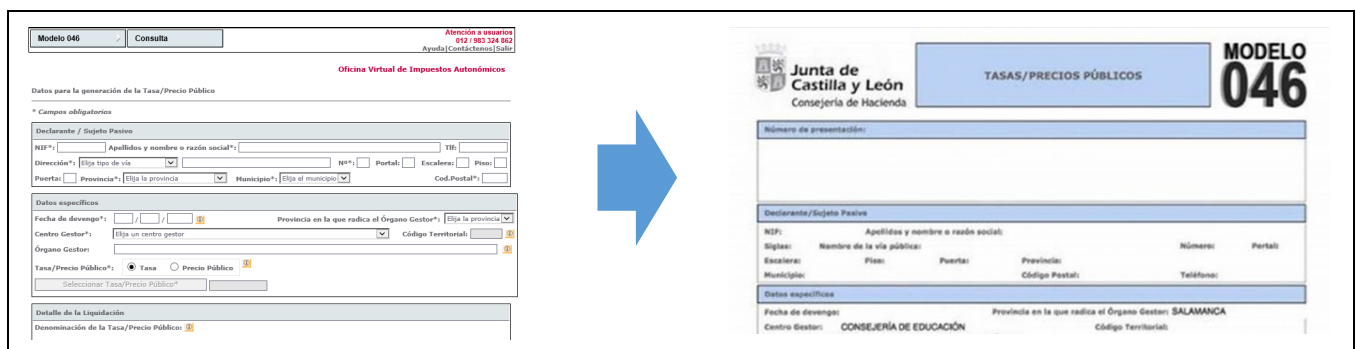 Modelo 046
Consulta
Atención a usuarios
012 / 983 324 862
Ayuda|Contáctenos|Salir
Oficina Virtual de Impuestos Autonómicos
Datos para la generación de la Tasa/Precio Público
* Campos obligatorios
Declarante / Sujeto Pasivo
NIF*: Apellidos y nombre o razón social*: Tlf:
Dirección*: Elija tipo de vía Nº*: Portal: Escalera: Piso:
Puerta: Provincia*: Elija la provincia Municipio*: Elija el municipio Cod.Postal*:
Datos específicos
Fecha de devengo*: / / Provincia en la que radica el Órgano Gestor*: Elija la provincia
Centro Gestor*: Elija un centro gestor Código Territorial:
Órgano Gestor:
Tasa/Precio Público*: Tasa Precio Público
Seleccionar Tasa/Precio Público*
Detalle de la Liquidación
Denominación de la Tasa/Precio Público:
Junta de
Castilla y León
Consejería de Hacienda
TASAS/PRECIOS PÚBLICOS
MODELO
046
Número de presentación:
Declarante/Sujeto Pasivo
NIF: Apellidos y nombre o razón social:
Siglas: Nombre de la vía pública: Número: Portal:
Escalera: Piso: Puerta: Provincia:
Municipio: Código Postal: Teléfono:
Datos específicos
Fecha de devengo: Provincia en la que radica el Órgano Gestor: SALAMANCA
Centro Gestor: CONSEJERÍA DE EDUCACIÓN Código Territorial: